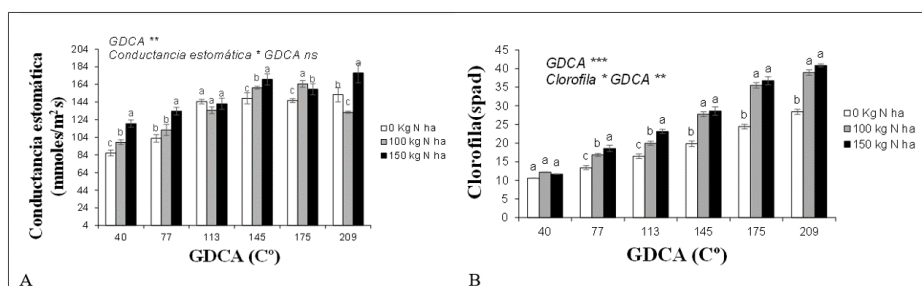 GDCA **
Conductancia estomática * GDCA ns
Conductancia estomática
(mmoles/m²s)
204
184
164
144
124
104
84
64
44
24
4
c b a
c b a
a b b
c b a
c a b
b c a
0 Kg N ha
100 kg N ha
150 kg N ha
40 77 113 145 175 209
GDCA (Cº)
A
GDCA ***
Clorofila * GDCA **
Clorofila(spad)
45
40
35
30
25
20
15
10
5
0
a a a
c b a
c b a
b a a
b a a
b a a
0 Kg N ha
100 kg N ha
150 kg N ha
40 77 113 145 175 209
GDCA (Cº)
B